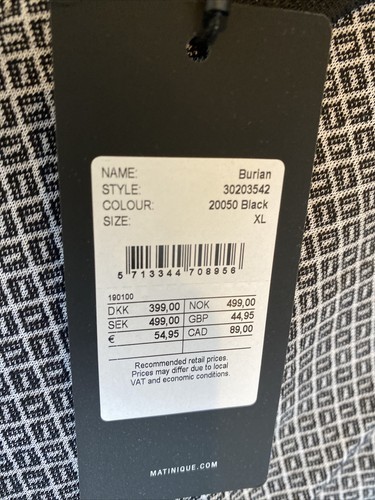 NAME: Burian
STYLE: 30203542
COLOUR: 20050 Black
SIZE: XL
5 713344 708956
190100
DKK 399,00 NOK 499,00
SEK 499,00 GBP 44,95
€ 54,95 CAD 89,00
Recommended retail prices.
Prices may differ due to local
VAT and economic conditions.
MATINIQUE.COM